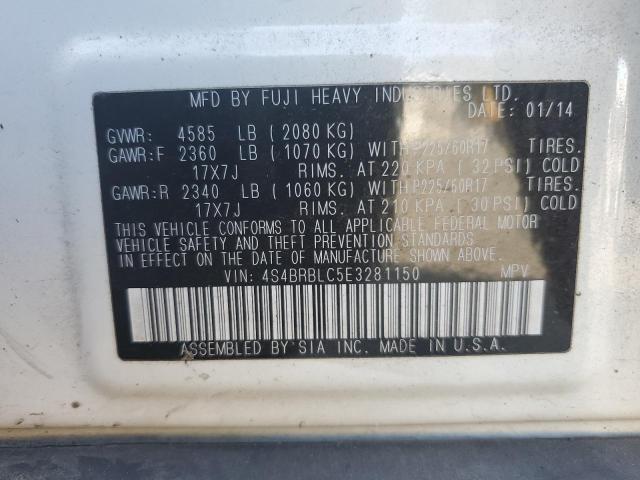 MFD BY FUJI HEAVY INDUSTRIES LTD.
DATE: 01/14
GVWR: 4585 LB (2080 KG)
GAWR:F 2360 LB (1070 KG) WITH P225/60R17 TIRES.
17X7J RIMS. AT 220 KPA (32 PSI) COLD
GAWR:R 2340 LB (1060 KG) WITH P225/60R17 TIRES.
17X7J RIMS. AT 210 KPA (30 PSI) COLD
THIS VEHICLE CONFORMS TO ALL APPLICABLE FEDERAL MOTOR
VEHICLE SAFETY AND THEFT PREVENTION STANDARDS IN
EFFECT ON THE DATE OF MANUFACTURE SHOWN ABOVE.
VIN: 4S4BRBLC5E3281150 MPV
ASSEMBLED BY SIA INC. MADE IN U.S.A.